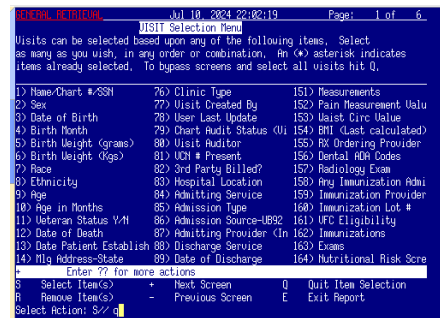 GENERAL RETRIEVAL Jul 10, 2024 22:02:19 Page: 1 of 6
VISIT Selection Menu
Visits can be selected based upon any of the following items. Select
as many as you wish, in any order or combination. An (*) asterisk indicates
items already selected. To bypass screens and select all visits hit Q.
1) Name/Chart #/SSN 76) Clinic Type 151) Measurements
2) Sex 77) Visit Created By 152) Pain Measurement Valu
3) Date of Birth 78) User Last Update 153) Waist Circ Value
4) Birth Month 79) Chart Audit Status (Vi 154) BMI (Last calculated)
5) Birth Weight (grams) 80) Visit Auditor 155) RX Ordering Provider
6) Birth Weight (Kgs) 81) VCN # Present 156) Dental ADA Codes
7) Race 82) 3rd Party Billed? 157) Radiology Exam
8) Ethnicity 83) Hospital Location 158) Any Immunization Admi
9) Age 84) Admitting Service 159) Immunization Provider
10) Age in Months 85) Admission Type 160) Immunization Lot #
11) Veteran Status Y/N 86) Admission Source-UB92 161) VFC Eligibility
12) Date of Death 87) Admitting Provider (In 162) Immunizations
13) Date Patient Establish 88) Discharge Service 163) Exams
14) Mlg Address-State 89) Date of Discharge 164) Nutritional Risk Scre
+ Enter ?? for more actions
S Select Item(s) + Next Screen Q Quit Item Selection
R Remove Item(s) - Previous Screen E Exit Report
Select Action: S// q